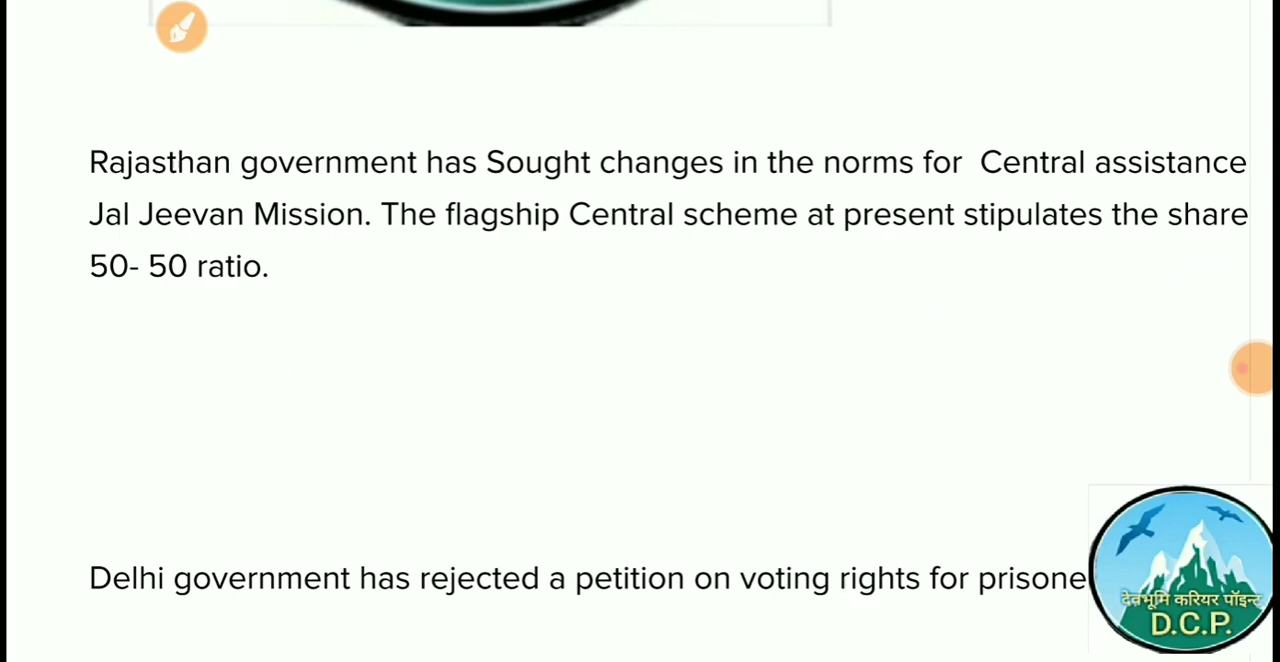 Rajasthan government has Sought changes in the norms for Central assistance
Jal Jeevan Mission. The flagship Central scheme at present stipulates the share
50- 50 ratio.
Delhi government has rejected a petition on voting rights for prisone
देवभूमि करियर पॉइन्ट
D.C.P.